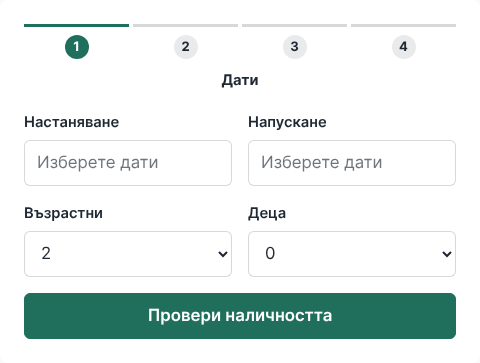 1 2 3 4
Дати
Настаняване Напускане
Изберете дати Изберете дати
Възрастни Деца
2 0
Провери наличността